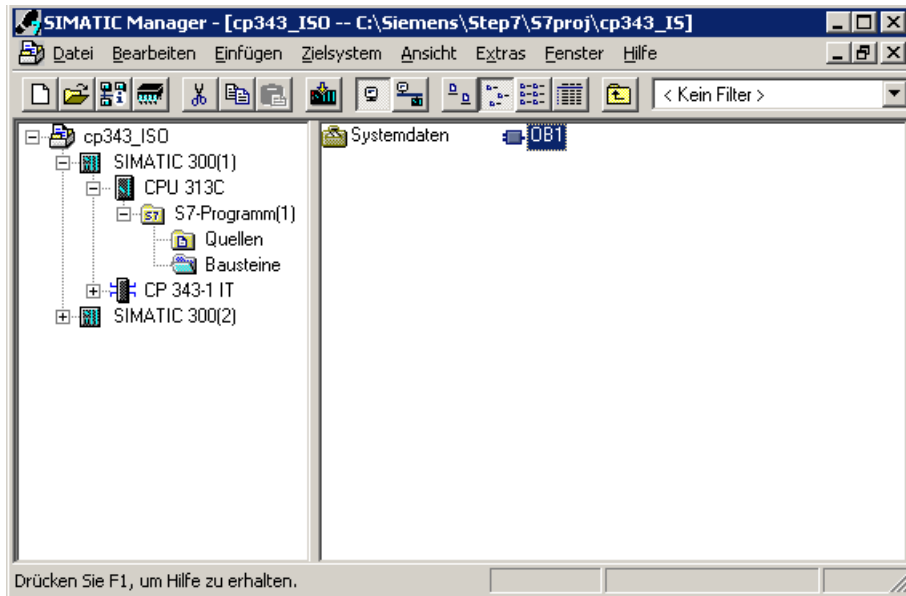 SIMATIC Manager - [cp343_ISO -- C:\Siemens\Step7\S7proj\cp343_IS]
Datei Bearbeiten Einfügen Zielsystem Ansicht Extras Fenster Hilfe
< Kein Filter >
cp343_ISO
SIMATIC 300(1)
CPU 313C
S7-Programm(1)
Quellen
Bausteine
CP 343-1 IT
SIMATIC 300(2)
Systemdaten OB1
Drücken Sie F1, um Hilfe zu erhalten.